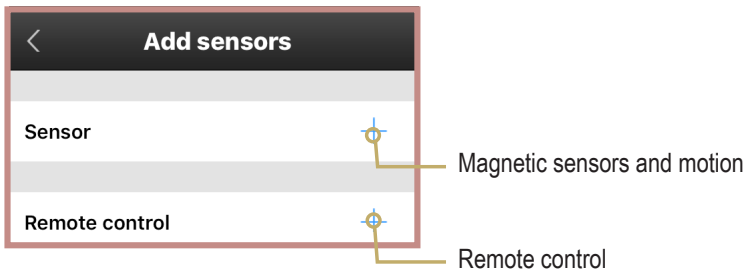 Add sensors
Sensor
Magnetic sensors and motion
Remote control
Remote control